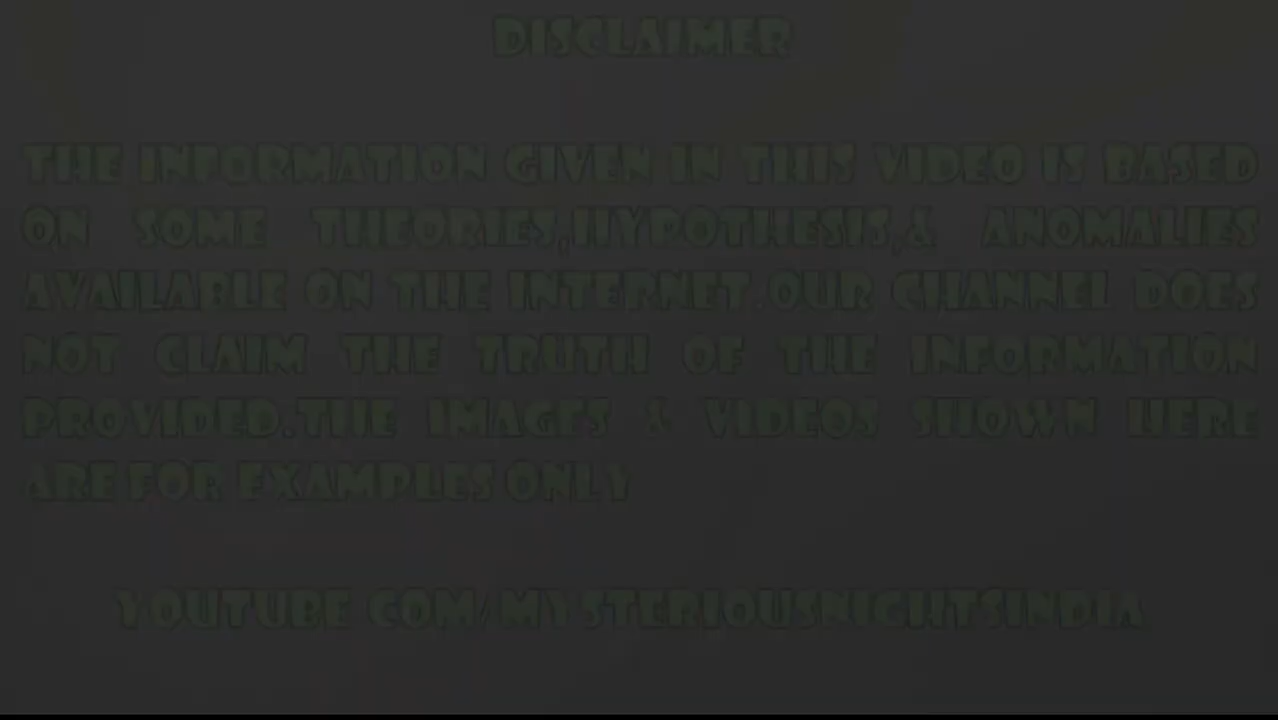 DISCLAIMER
THE INFORMATION GIVEN IN THIS VIDEO IS BASED
ON SOME THEORIES,HYPOTHESIS,& ANOMALIES
AVAILABLE ON THE INTERNET.OUR CHANNEL DOES
NOT CLAIM THE TRUTH OF THE INFORMATION
PROVIDED.THE IMAGES & VIDEOS SHOWN HERE
ARE FOR EXAMPLES ONLY
YOUTUBE COM/MYSTERIOUSNIGHTSINDIA